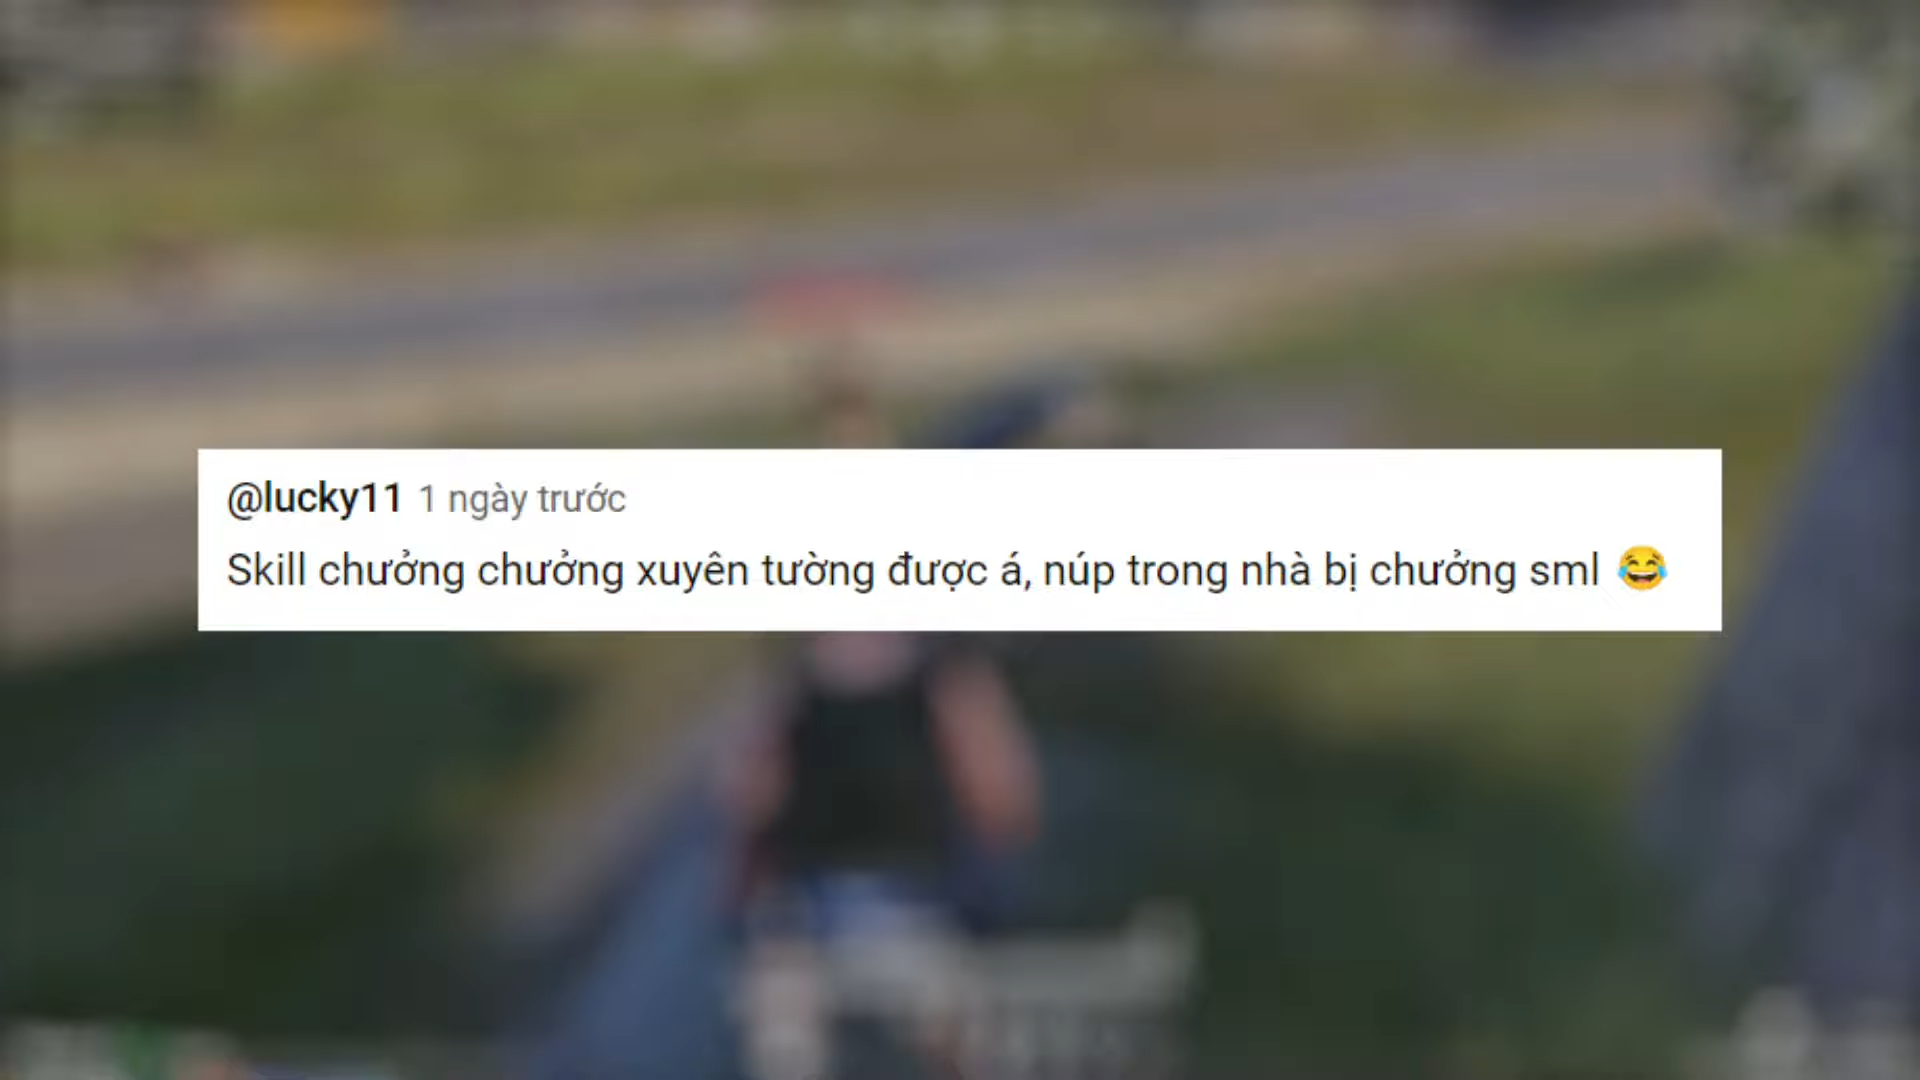 @lucky11 1 ngày trước
Skill chưởng chưởng xuyên tường được á, núp trong nhà bị chưởng sml 😂